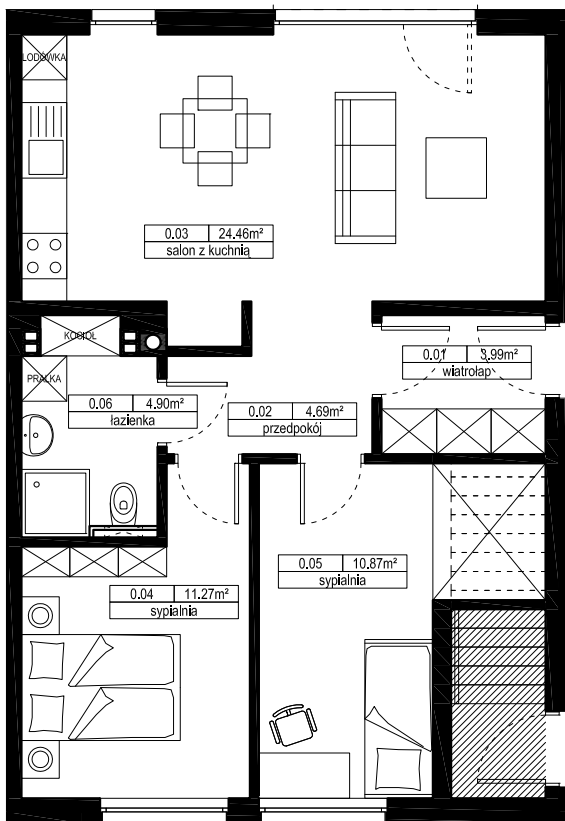 LODÓWKA
0.03 24.46m²
salon z kuchnią
KOCIOŁ
0.01 3.99m²
wiatrołap
PRALKA
0.06 4.90m²
łazienka
0.02 4.69m²
przedpokój
0.05 10.87m²
sypialnia
0.04 11.27m²
sypialnia